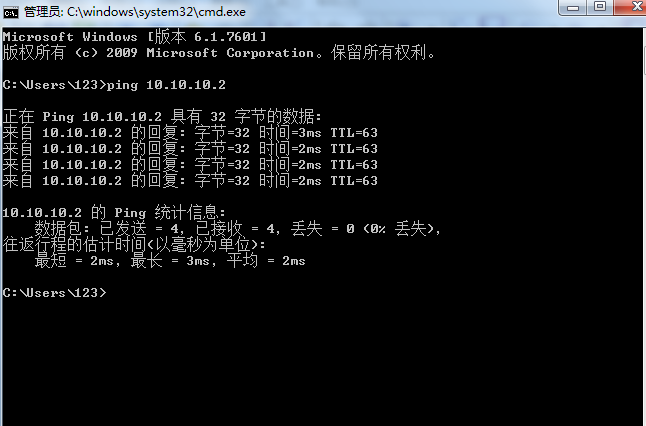 管理员: C:\windows\system32\cmd.exe
Microsoft Windows [版本 6.1.7601]
版权所有 (c) 2009 Microsoft Corporation。保留所有权利。
C:\Users\123>ping 10.10.10.2
正在 Ping 10.10.10.2 具有 32 字节的数据:
来自 10.10.10.2 的回复: 字节=32 时间=3ms TTL=63
来自 10.10.10.2 的回复: 字节=32 时间=2ms TTL=63
来自 10.10.10.2 的回复: 字节=32 时间=2ms TTL=63
来自 10.10.10.2 的回复: 字节=32 时间=2ms TTL=63
10.10.10.2 的 Ping 统计信息:
数据包: 已发送 = 4, 已接收 = 4, 丢失 = 0 (0% 丢失),
往返行程的估计时间(以毫秒为单位):
最短 = 2ms, 最长 = 3ms, 平均 = 2ms
C:\Users\123>